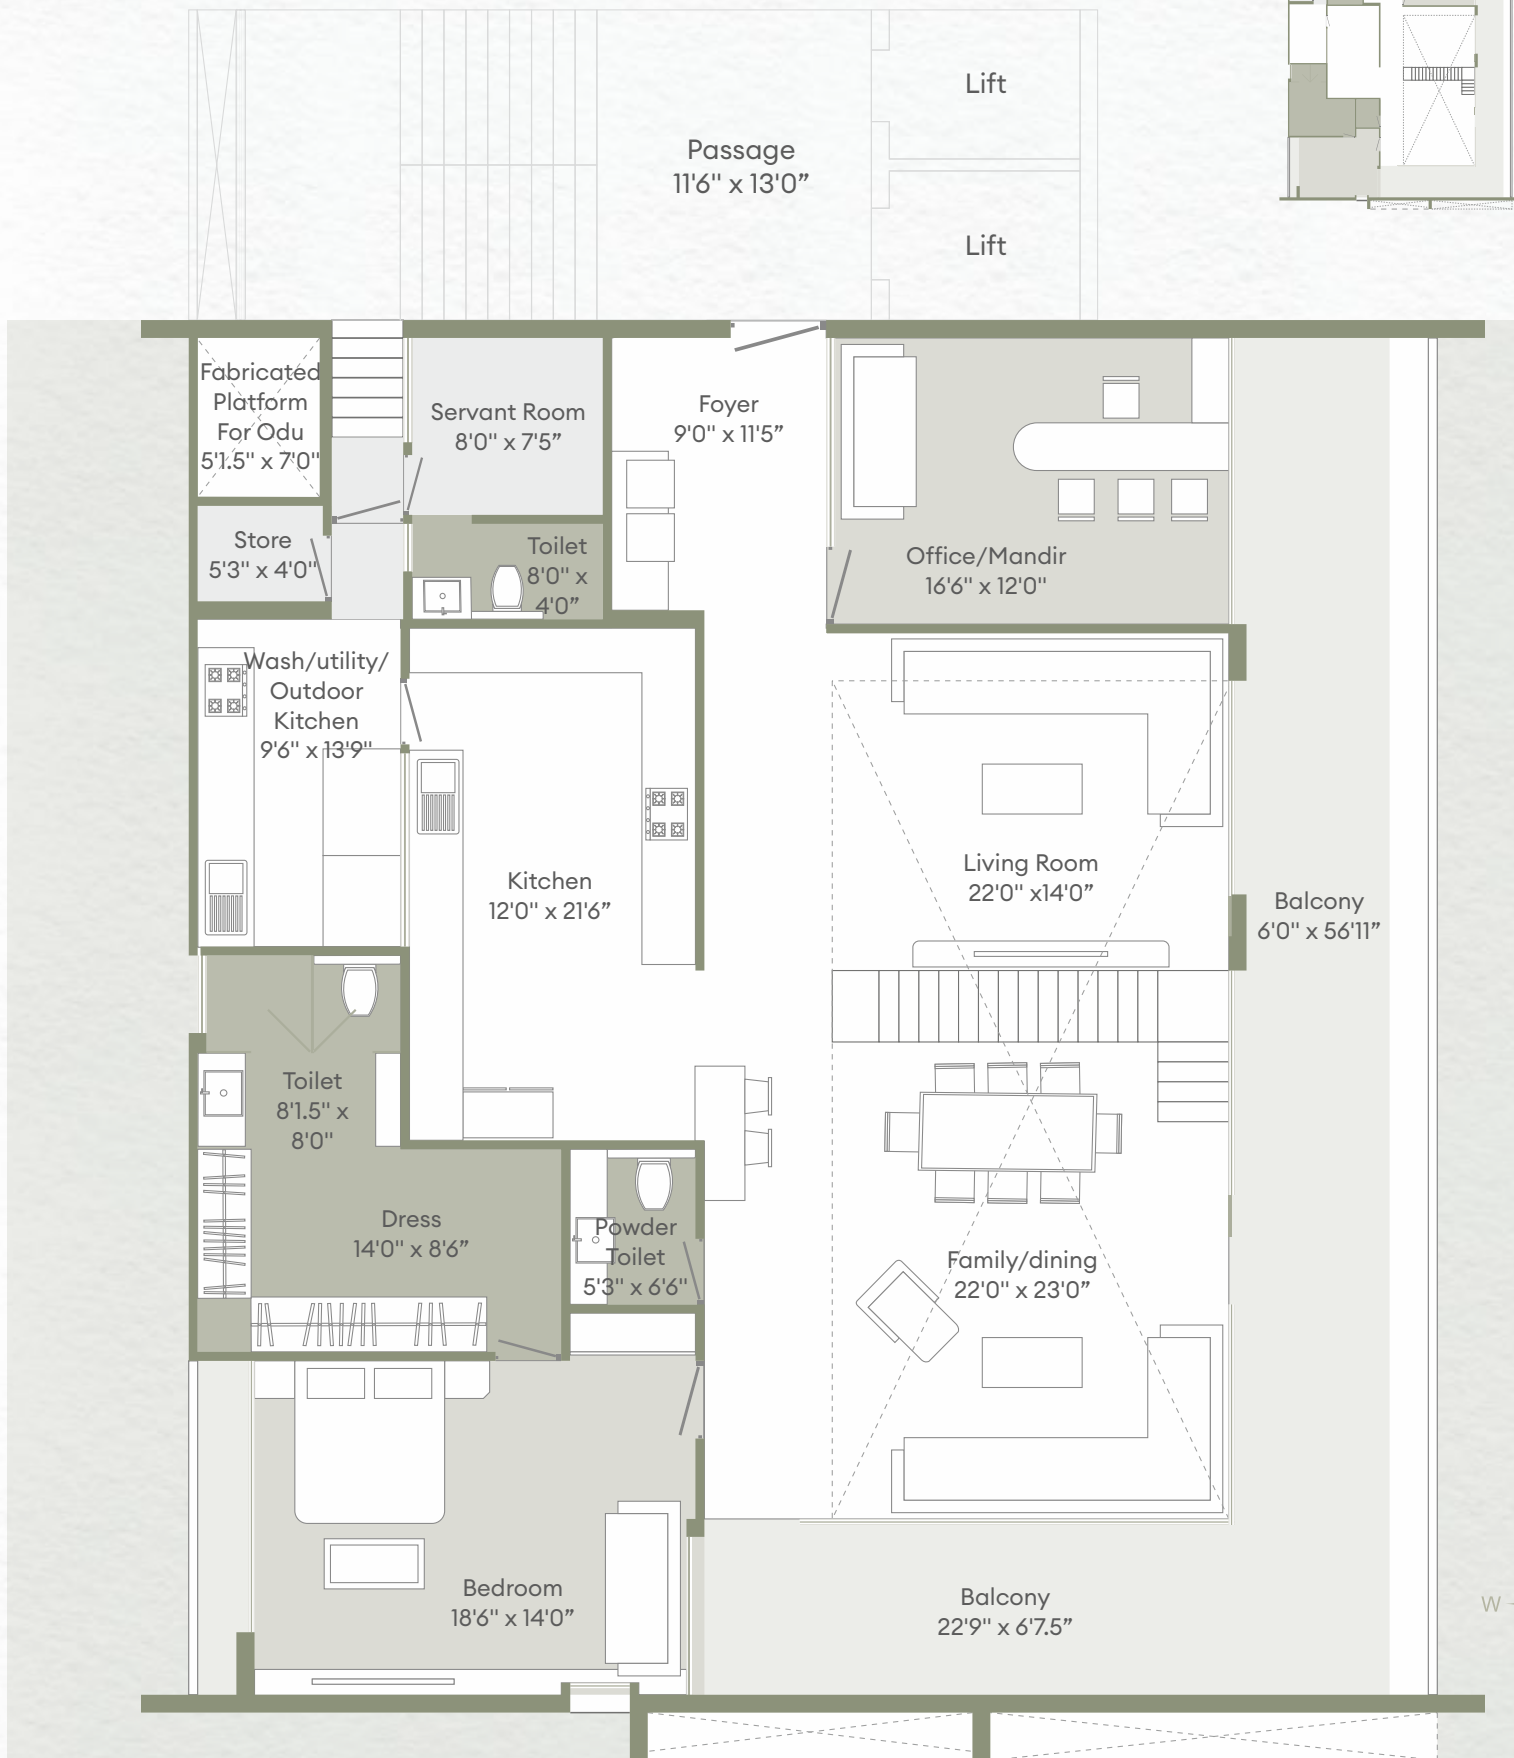 Lift
Passage
11'6" x 13'0”
Lift
Fabricated
Platform
For Odu
5'1.5" x 7'0"
Servant Room
8'0" x 7'5”
Foyer
9'0" x 11'5”
Store
5'3" x 4'0"
Toilet
8'0" x
4'0”
Office/Mandir
16'6" x 12'0"
Wash/utility/
Outdoor
Kitchen
9'6" x 13'9"
Kitchen
12'0" x 21'6”
Living Room
22'0" x14'0”
Balcony
6'0" x 56'11”
Toilet
8'1.5" x
8'0"
Dress
14'0" x 8'6”
Powder
Toilet
5'3" x 6'6"
Family/dining
22'0" x 23'0”
Bedroom
18'6" x 14'0”
Balcony
22'9" x 6'7.5”
W